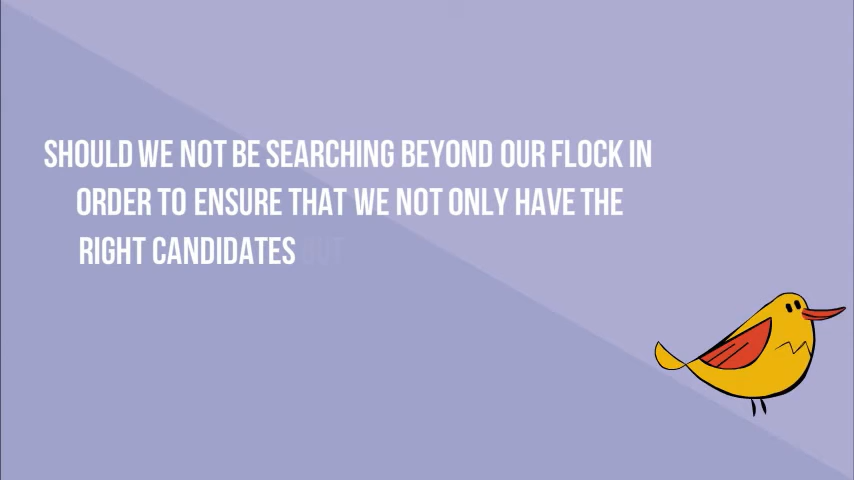 SHOULD WE NOT BE SEARCHING BEYOND OUR FLOCK IN
ORDER TO ENSURE THAT WE NOT ONLY HAVE THE
RIGHT CANDIDATES